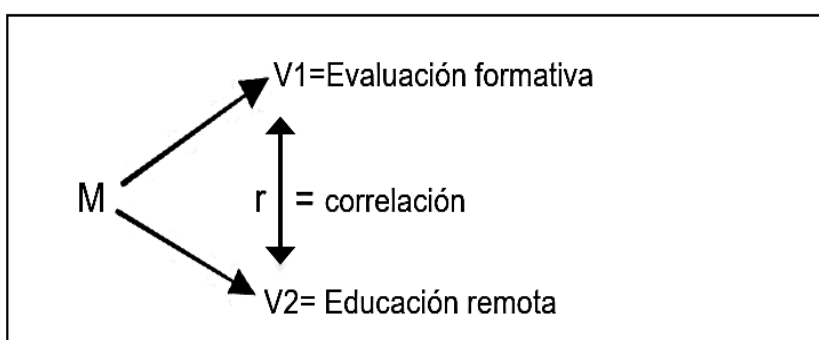 V1=Evaluación formativa
M
r = correlación
V2= Educación remota